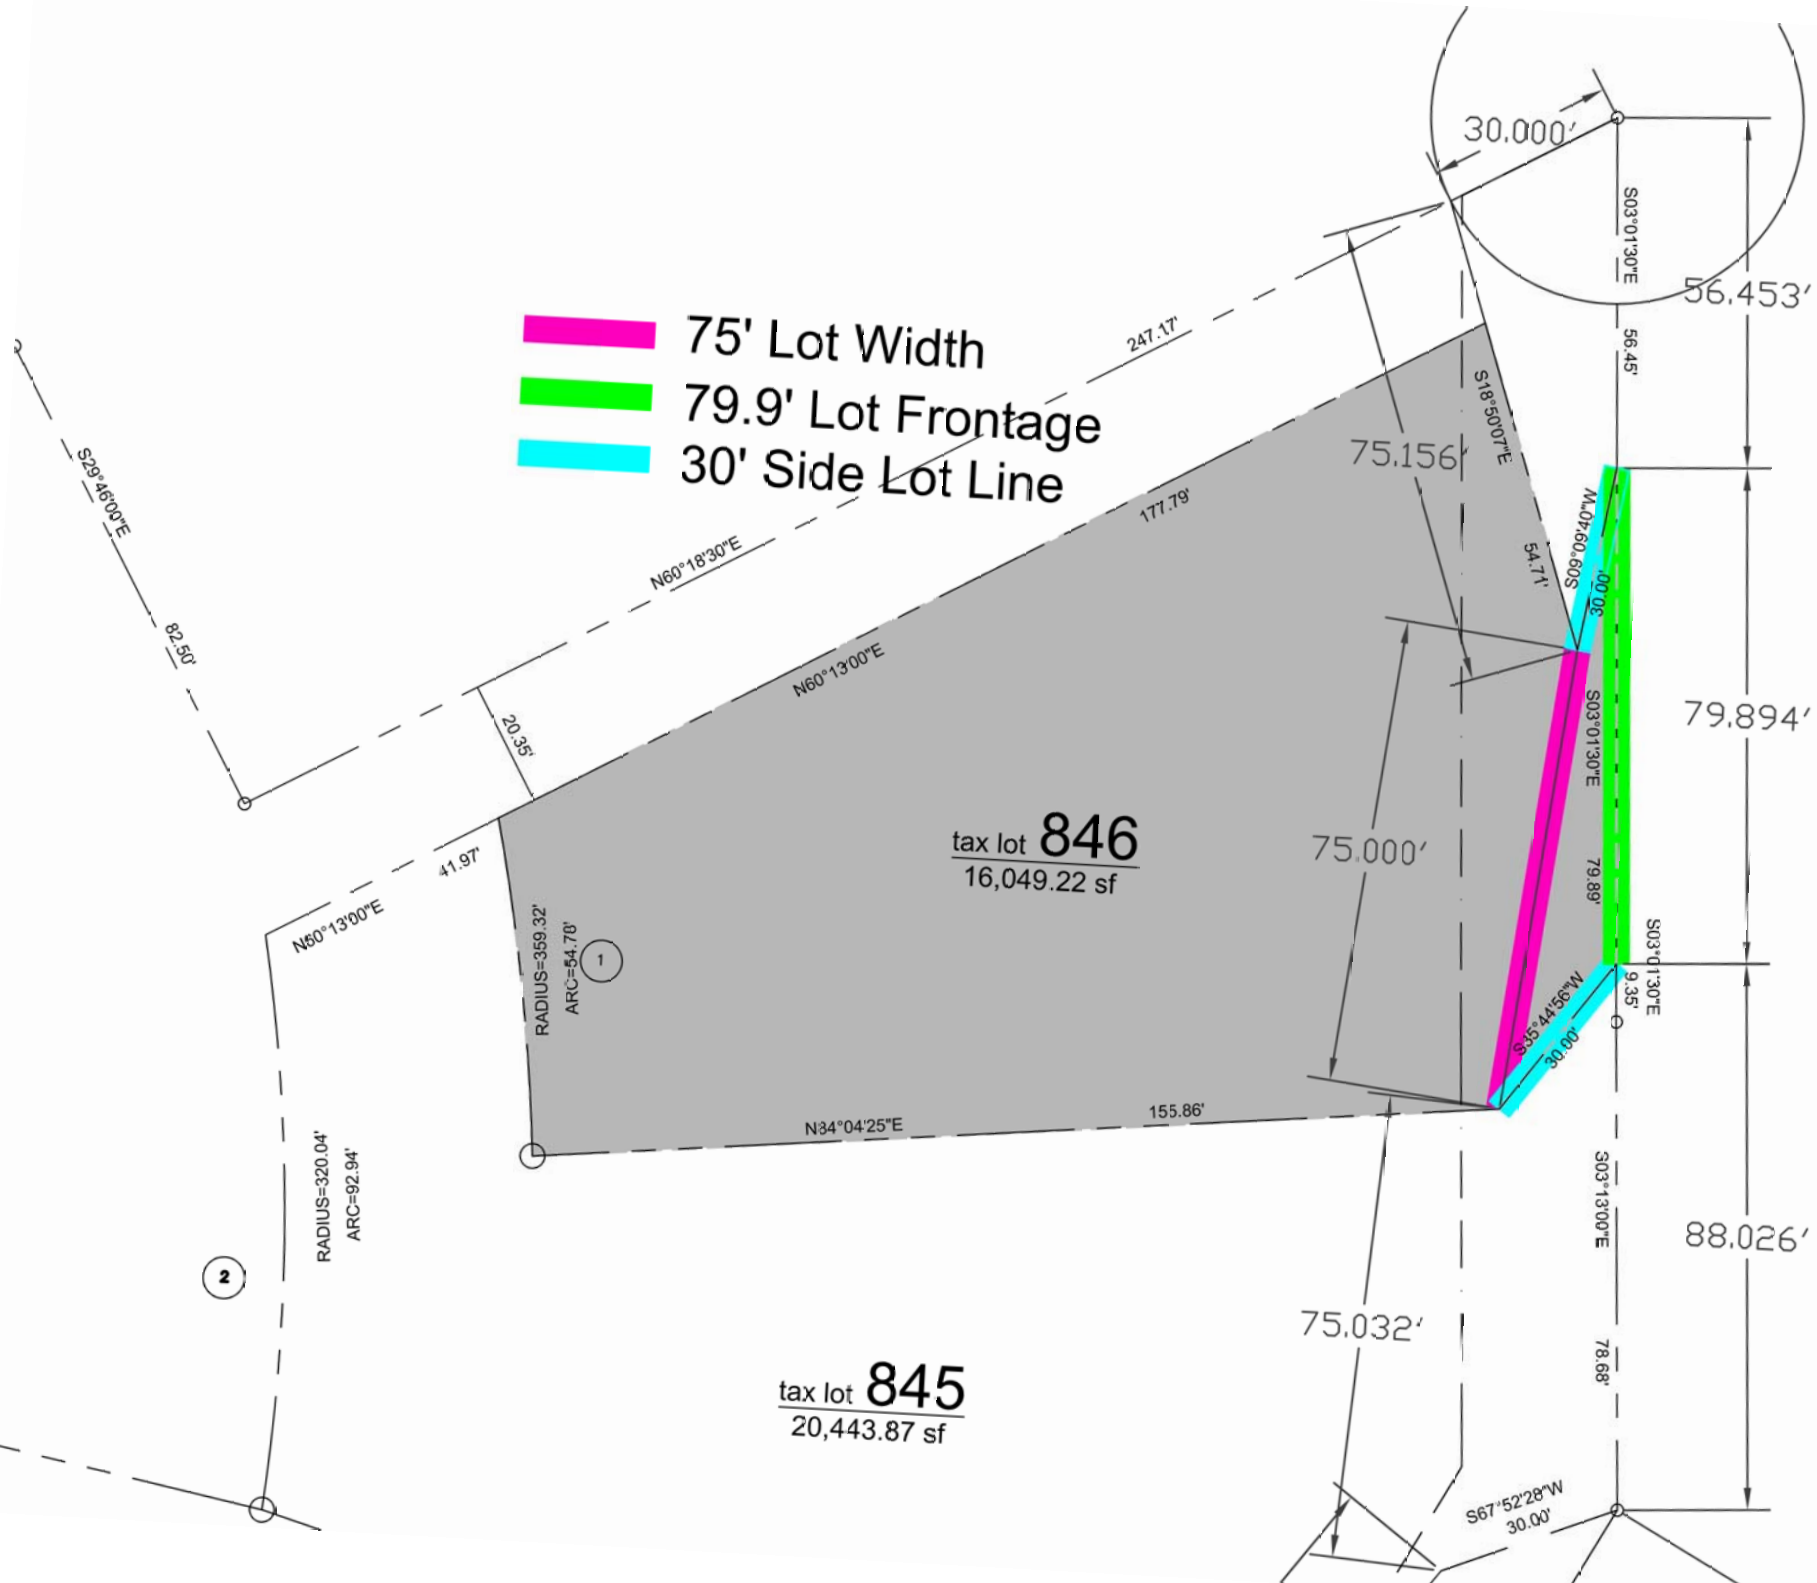 30.000'
S03°01'30"E
56.453'
56.45'
247.17'
75' Lot Width
79.9' Lot Frontage
30' Side Lot Line
S18°50'07"E
75.156'
S29°46'00"E
177.79'
S09°09'40"W
54.71'
30.00'
N60°18'30"E
82.50'
N60°13'00"E
20.35'
S03°01'30"E
79.894'
tax lot 846
16,049.22 sf
75.000'
79.89'
41.97'
N60°13'00"E
RADIUS=359.32'
ARC=54.78'
1
S03°01'30"E
9.35'
S35°44'56"W
30.00'
N84°04'25"E
155.86'
RADIUS=320.04'
ARC=92.94'
S03°13'00"E
88.026'
2
75.032'
78.68'
tax lot 845
20,443.87 sf
S67°52'28"W
30.00'